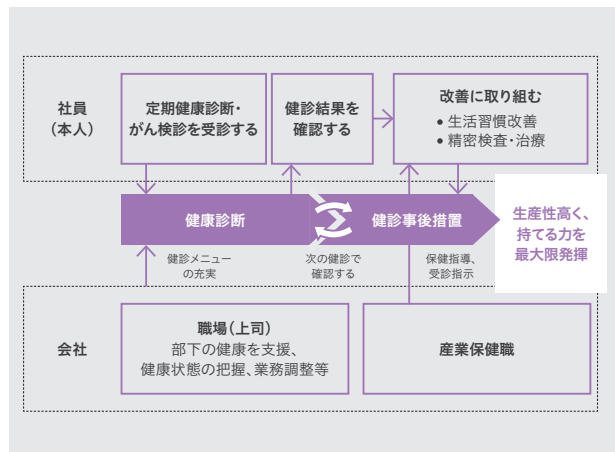 社員
（本人）
定期健康診断・
がん検診を受診する
健診結果を
確認する
改善に取り組む
• 生活習慣改善
• 精密検査・治療
健康診断
健診事後措置
生産性高く、
持てる力を
最大限発揮
健診メニュー
の充実
次の健診で
確認する
保健指導、
受診指示
会社
職場（上司）
部下の健康を支援、
健康状態の把握、業務調整等
産業保健職